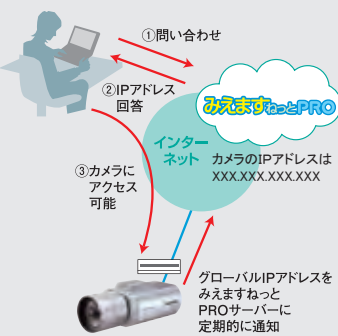 ①問い合わせ
②IPアドレス
回答
みえますねっとPRO
インター
ネット
カメラのIPアドレスは
XXX.XXX.XXX.XXX
③カメラに
アクセス
可能
グローバルIPアドレスを
みえますねっと
PROサーバーに
定期的に通知